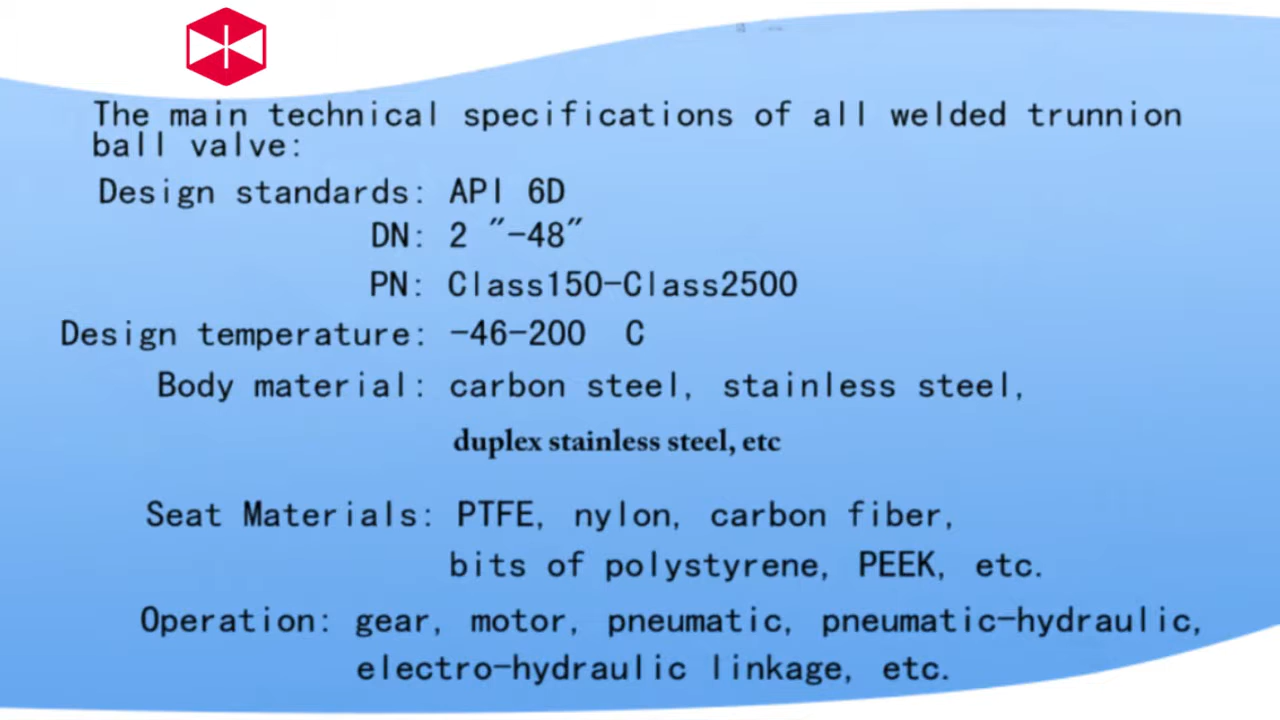 The main technical specifications of all welded trunnion
ball valve:
Design standards: API 6D
DN: 2 "-48"
PN: Class150-Class2500
Design temperature: -46-200 C
Body material: carbon steel, stainless steel,
duplex stainless steel, etc
Seat Materials: PTFE, nylon, carbon fiber,
bits of polystyrene, PEEK, etc.
Operation: gear, motor, pneumatic, pneumatic-hydraulic,
electro-hydraulic linkage, etc.